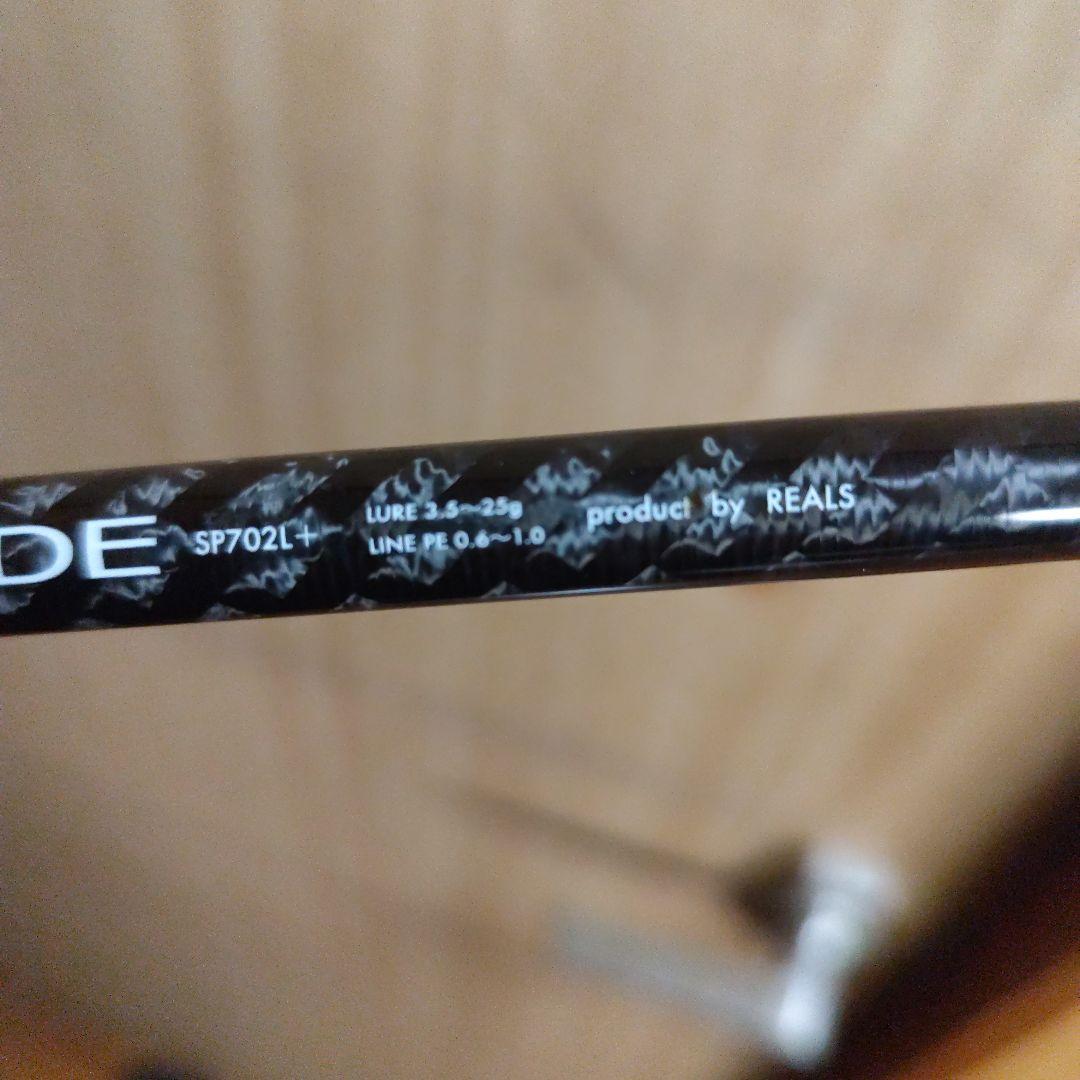 DE SP702L+ LURE 3.5～25g product by REALS
LINE PE 0.6～1.0